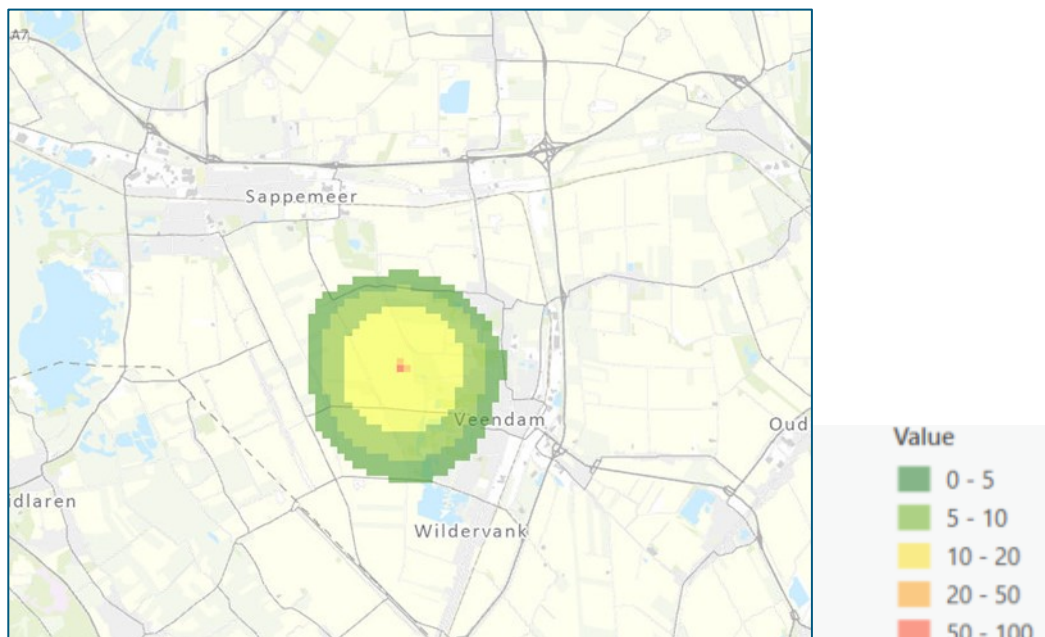 A7
Sappemeer
Veendam
Oud
idlaren
Wildervank
Value
0 - 5
5 - 10
10 - 20
20 - 50
50 - 100